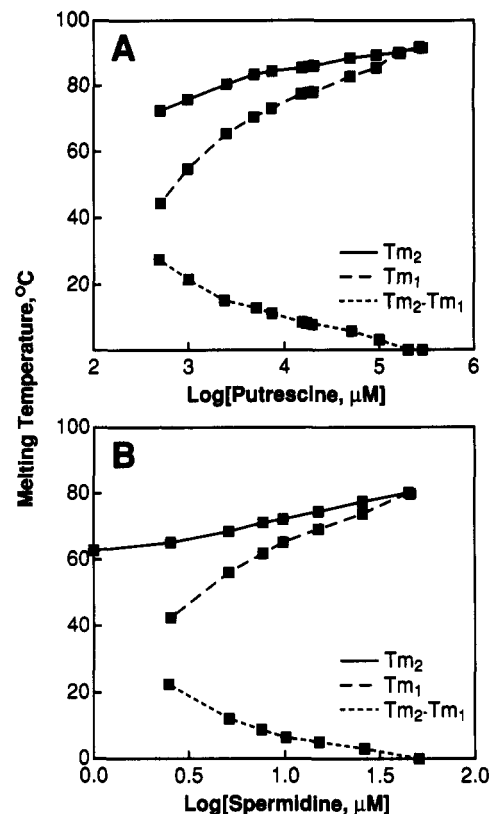 Melting Temperature, °C
A
100
80
60
40
20
2 3 4 5 6
Log[Putrescine, μM]
Tm₂
Tm₁
Tm₂-Tm₁
B
100
80
60
40
20
0
0.0 0.5 1.0 1.5 2.0
Log[Spermidine, μM]
Tm₂
Tm₁
Tm₂-Tm₁